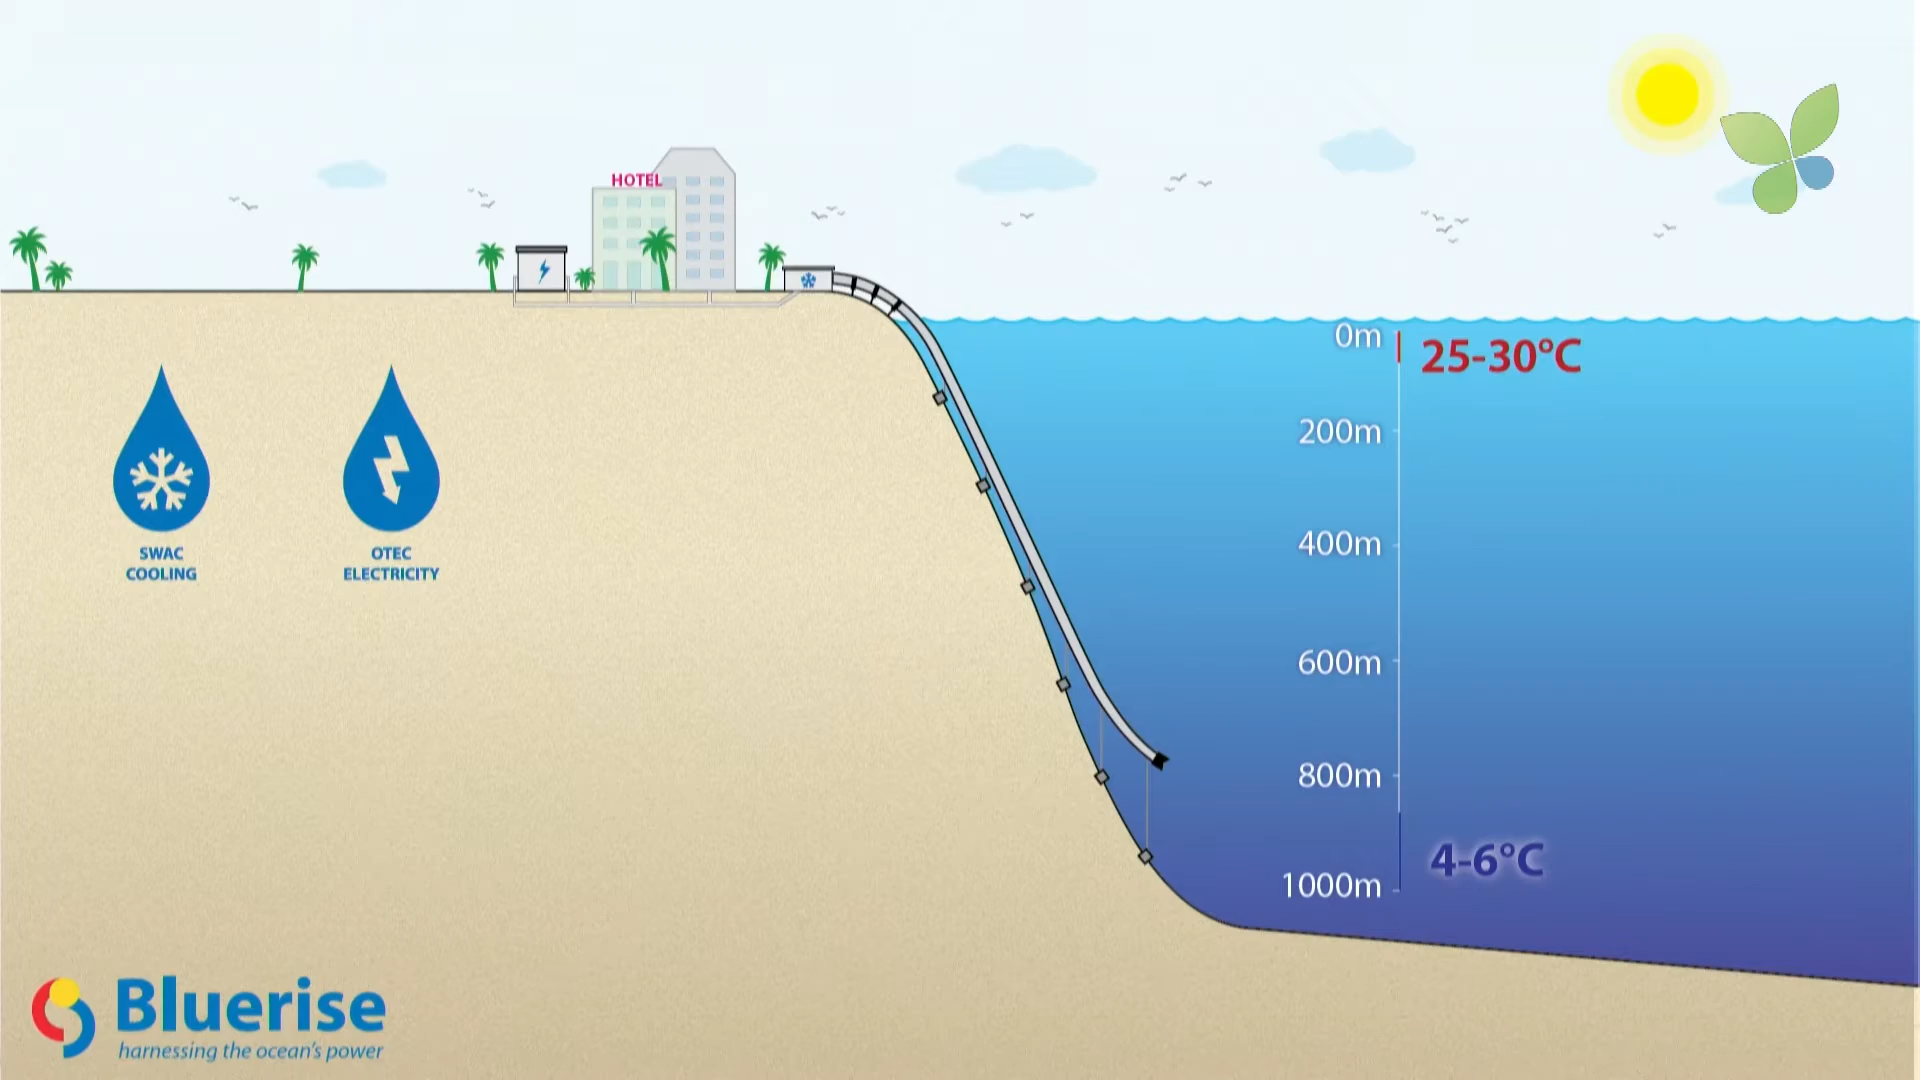 HOTEL
0m
25-30°C
200m
400m
SWAC
COOLING
OTEC
ELECTRICITY
600m
800m
4-6°C
1000m
Bluerise
harnessing the ocean's power